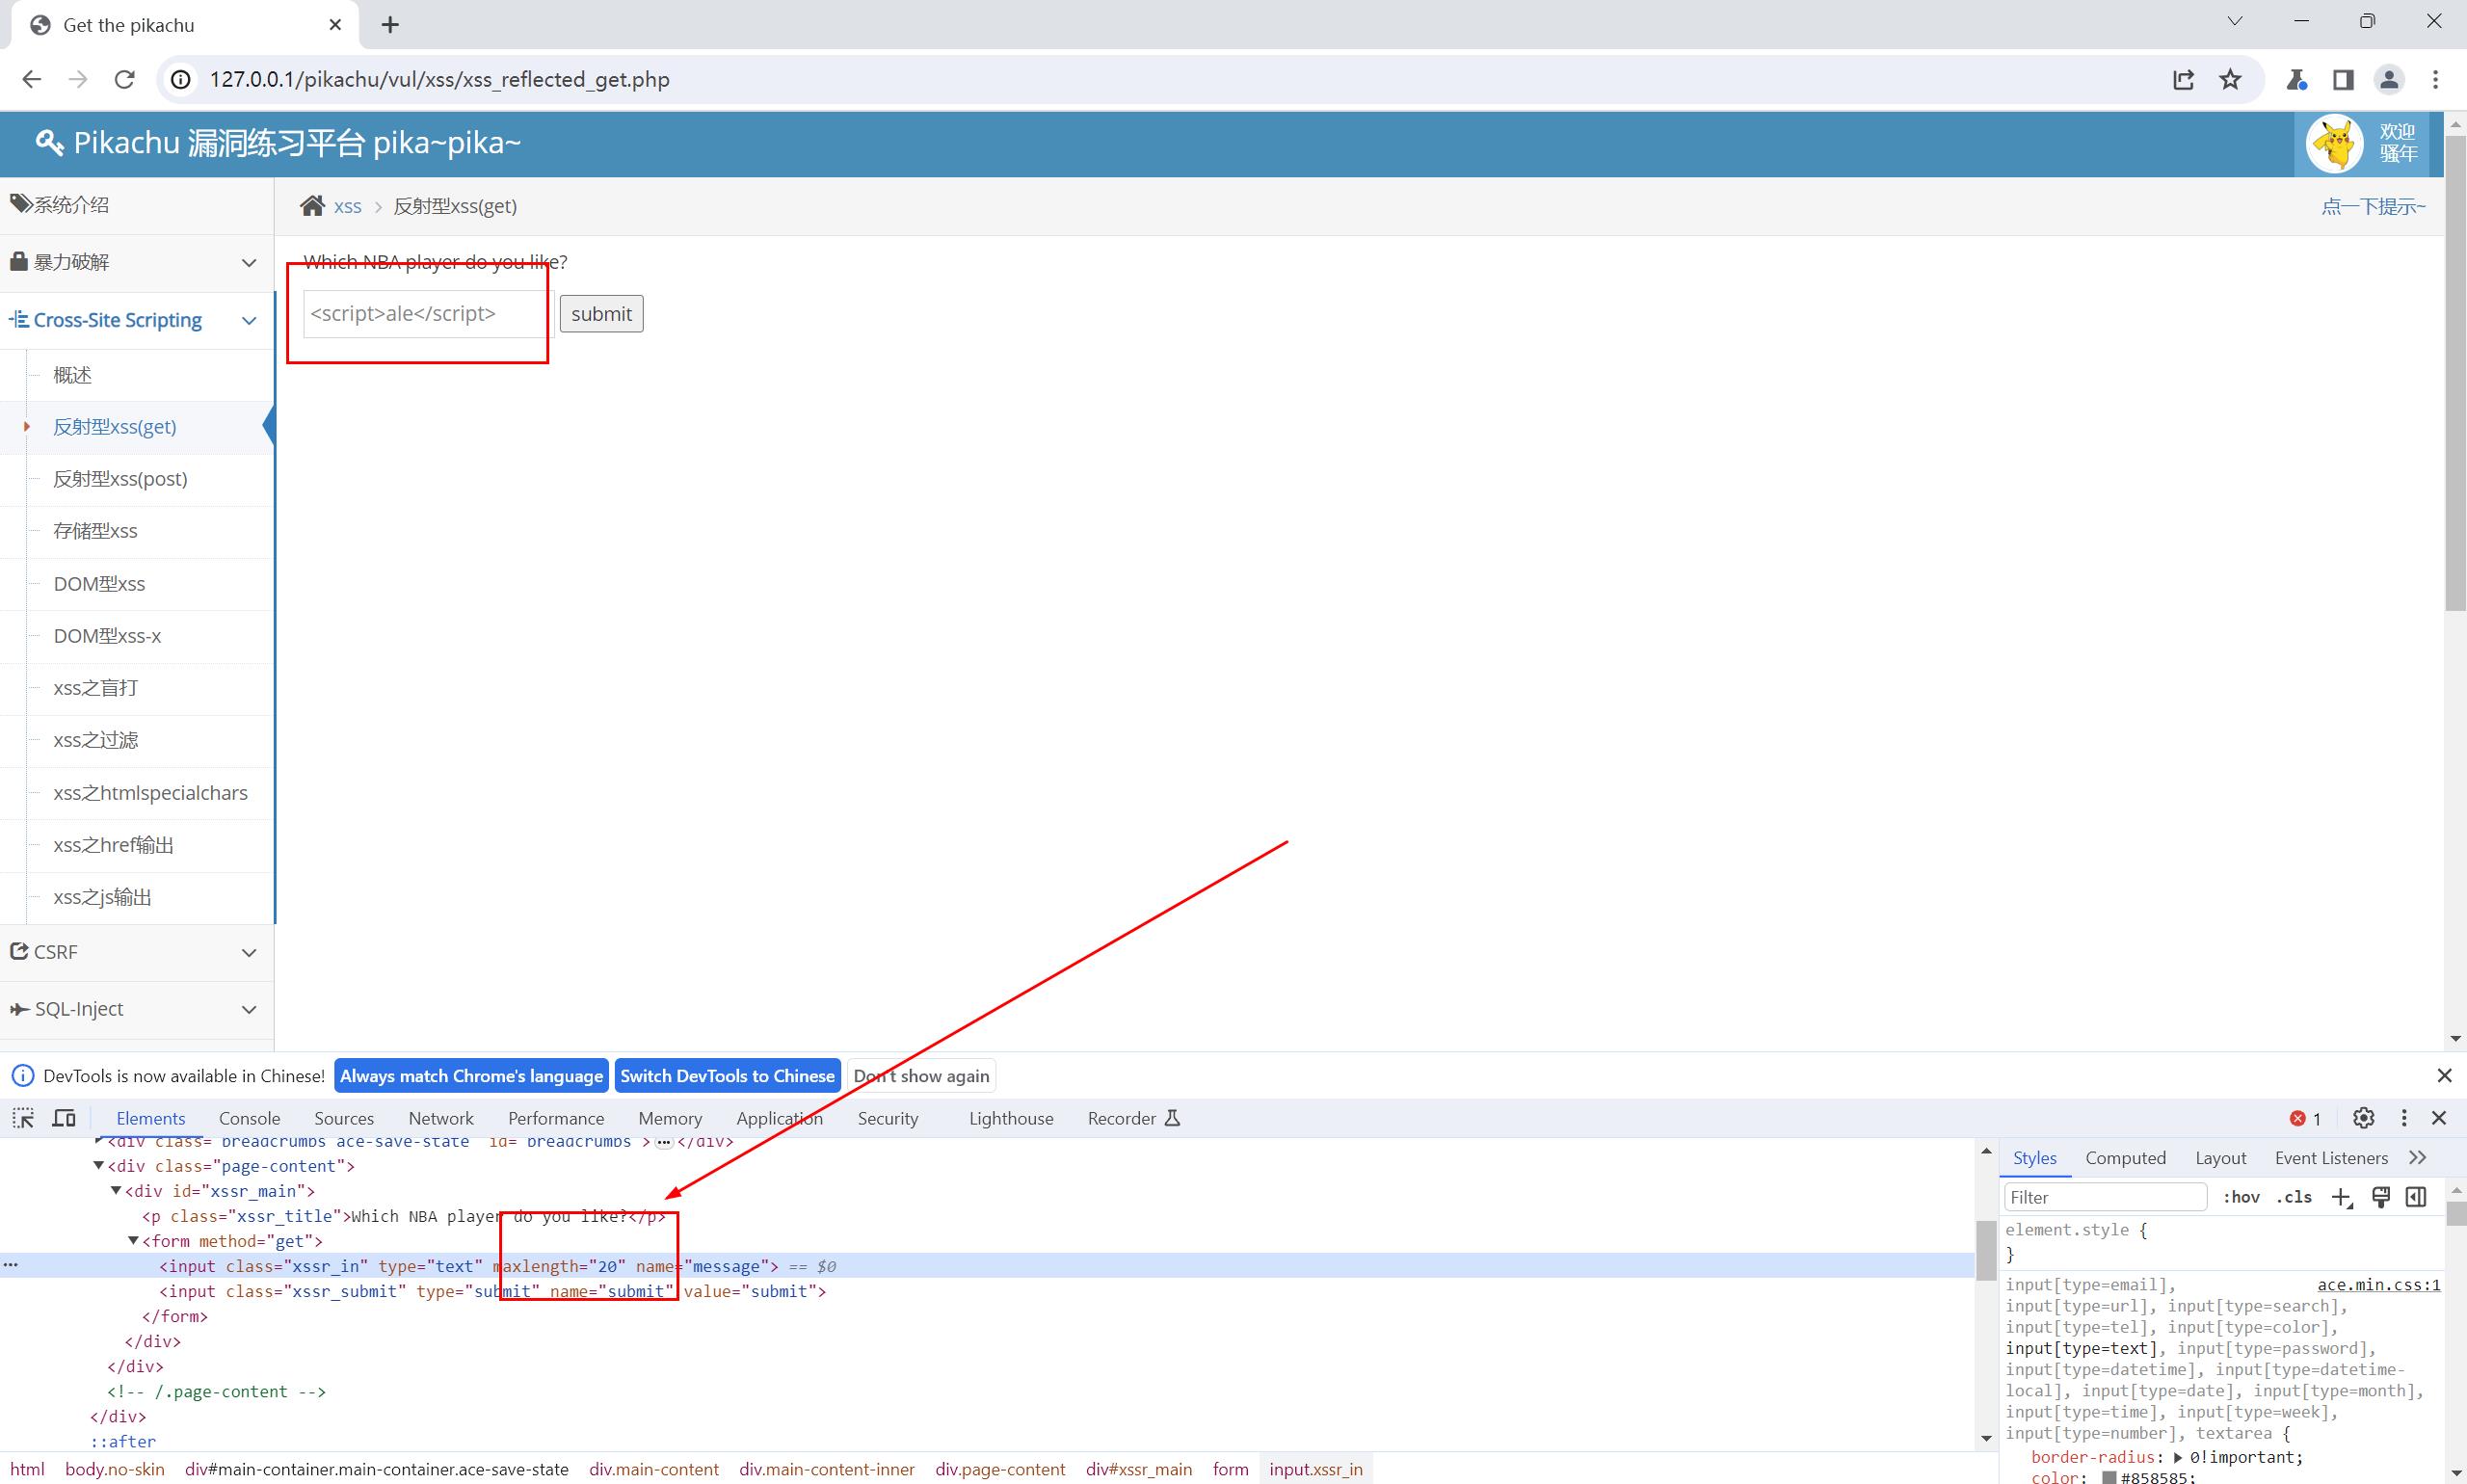 Get the pikachu
127.0.0.1/pikachu/vul/xss/xss_reflected_get.php
Pikachu 漏洞练习平台 pika~pika~
欢迎
骚年
系统介绍
xss > 反射型xss(get)
点一下提示~
暴力破解
Which NBA player do you like?
<script>ale</script>
submit
Cross-Site Scripting
概述
反射型xss(get)
反射型xss(post)
存储型xss
DOM型xss
DOM型xss-x
xss之盲打
xss之过滤
xss之htmlspecialchars
xss之href输出
xss之js输出
CSRF
SQL-Inject
DevTools is now available in Chinese! Always match Chrome's language Switch DevTools to Chinese Don't show again
Elements Console Sources Network Performance Memory Application Security Lighthouse Recorder 1
<div class="breadcrumbs ace-save-state" id="breadcrumbs">…</div>
<div class="page-content">
<div id="xssr_main">
<p class="xssr_title">Which NBA player do you like?</p>
<form method="get">
<input class="xssr_in" type="text" maxlength="20" name="message"> == $0
<input class="xssr_submit" type="submit" name="submit" value="submit">
</form>
</div>
</div>
<!-- /.page-content -->
</div>
::after
html body.no-skin div#main-container.main-container.ace-save-state div.main-content div.main-content-inner div.page-content div#xssr_main form input.xssr_in
Styles Computed Layout Event Listeners
Filter :hov .cls
element.style {
}
input[type=email], ace.min.css:1
input[type=url], input[type=search],
input[type=tel], input[type=color],
input[type=text], input[type=password],
input[type=datetime], input[type=datetime-
local], input[type=date], input[type=month],
input[type=time], input[type=week],
input[type=number], textarea {
border-radius: 0!important;
color: #858585;